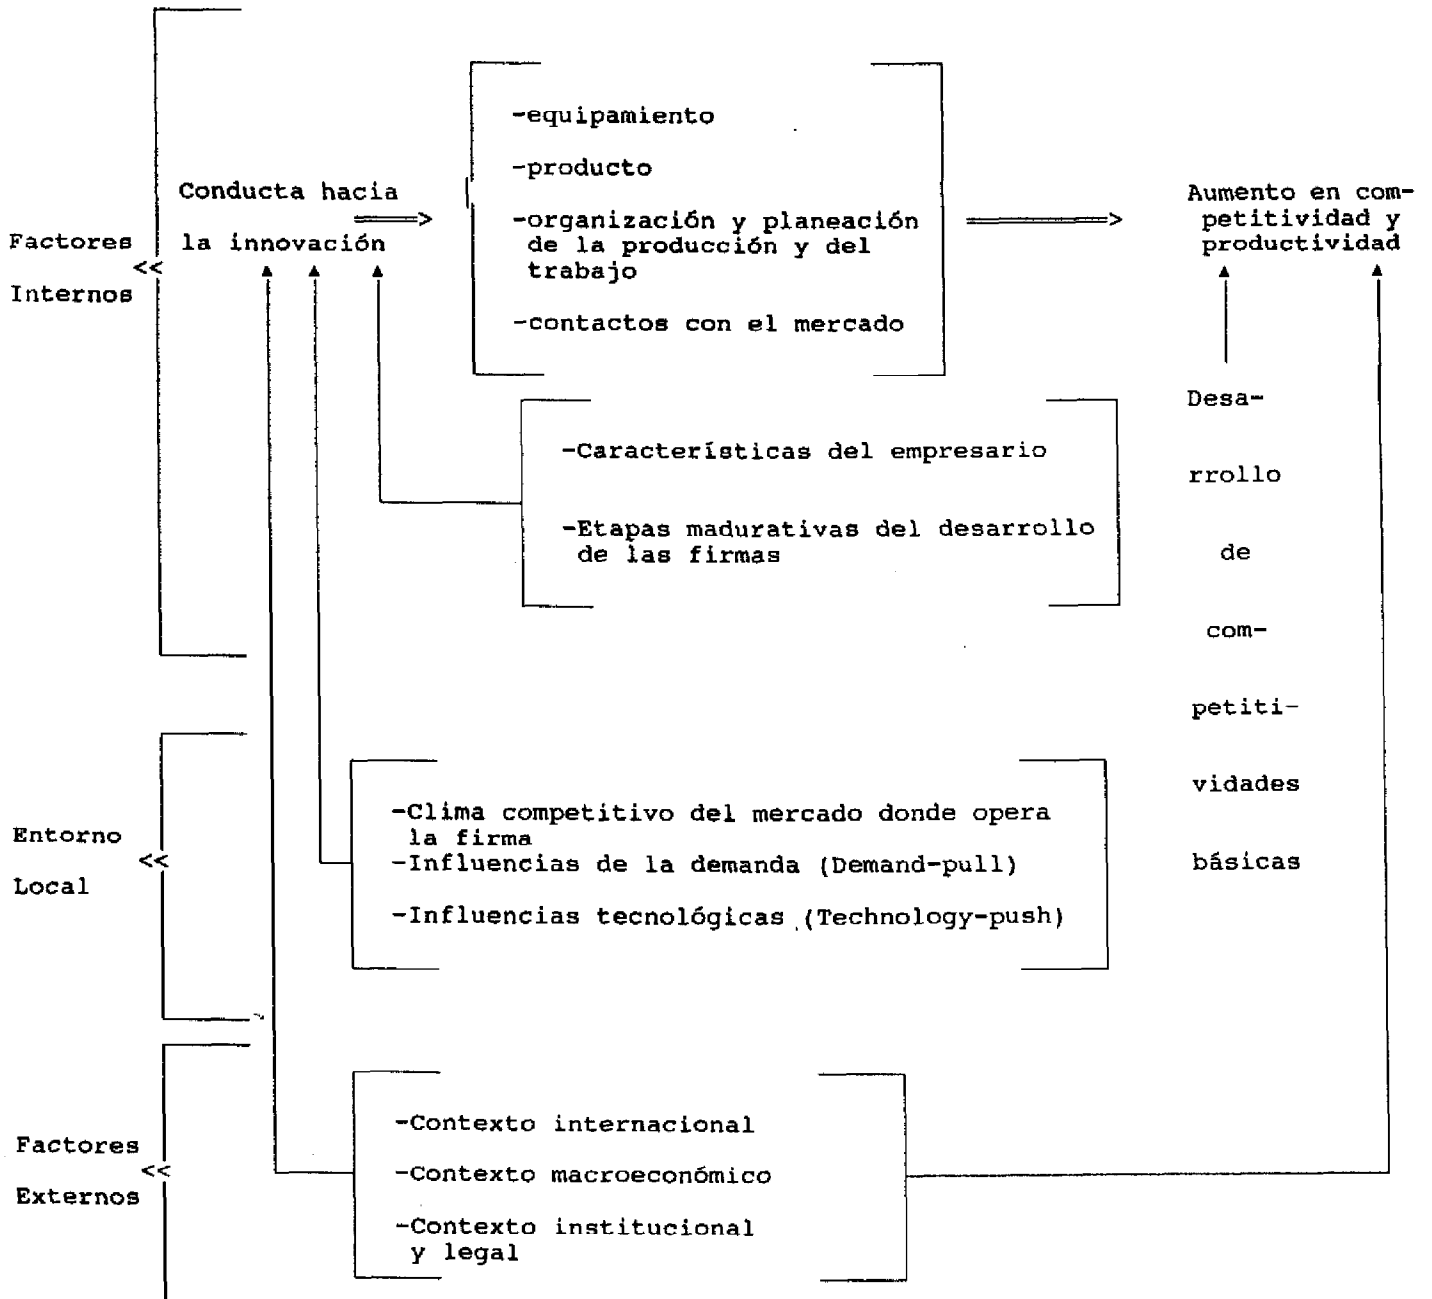 Factores
Internos
<<
Conducta hacia
la innovación
-equipamiento
-producto
-organización y planeación
de la producción y del
trabajo
-contactos con el mercado
Aumento en com-
petitividad y
productividad
-Características del empresario
-Etapas madurativas del desarrollo
de las firmas
Desa-
rrollo
de
com-
petiti-
vidades
básicas
Entorno
Local
<<
-Clima competitivo del mercado donde opera
la firma
-Influencias de la demanda (Demand-pull)
-Influencias tecnológicas (Technology-push)
Factores
Externos
<<
-Contexto internacional
-Contexto macroeconómico
-Contexto institucional
y legal